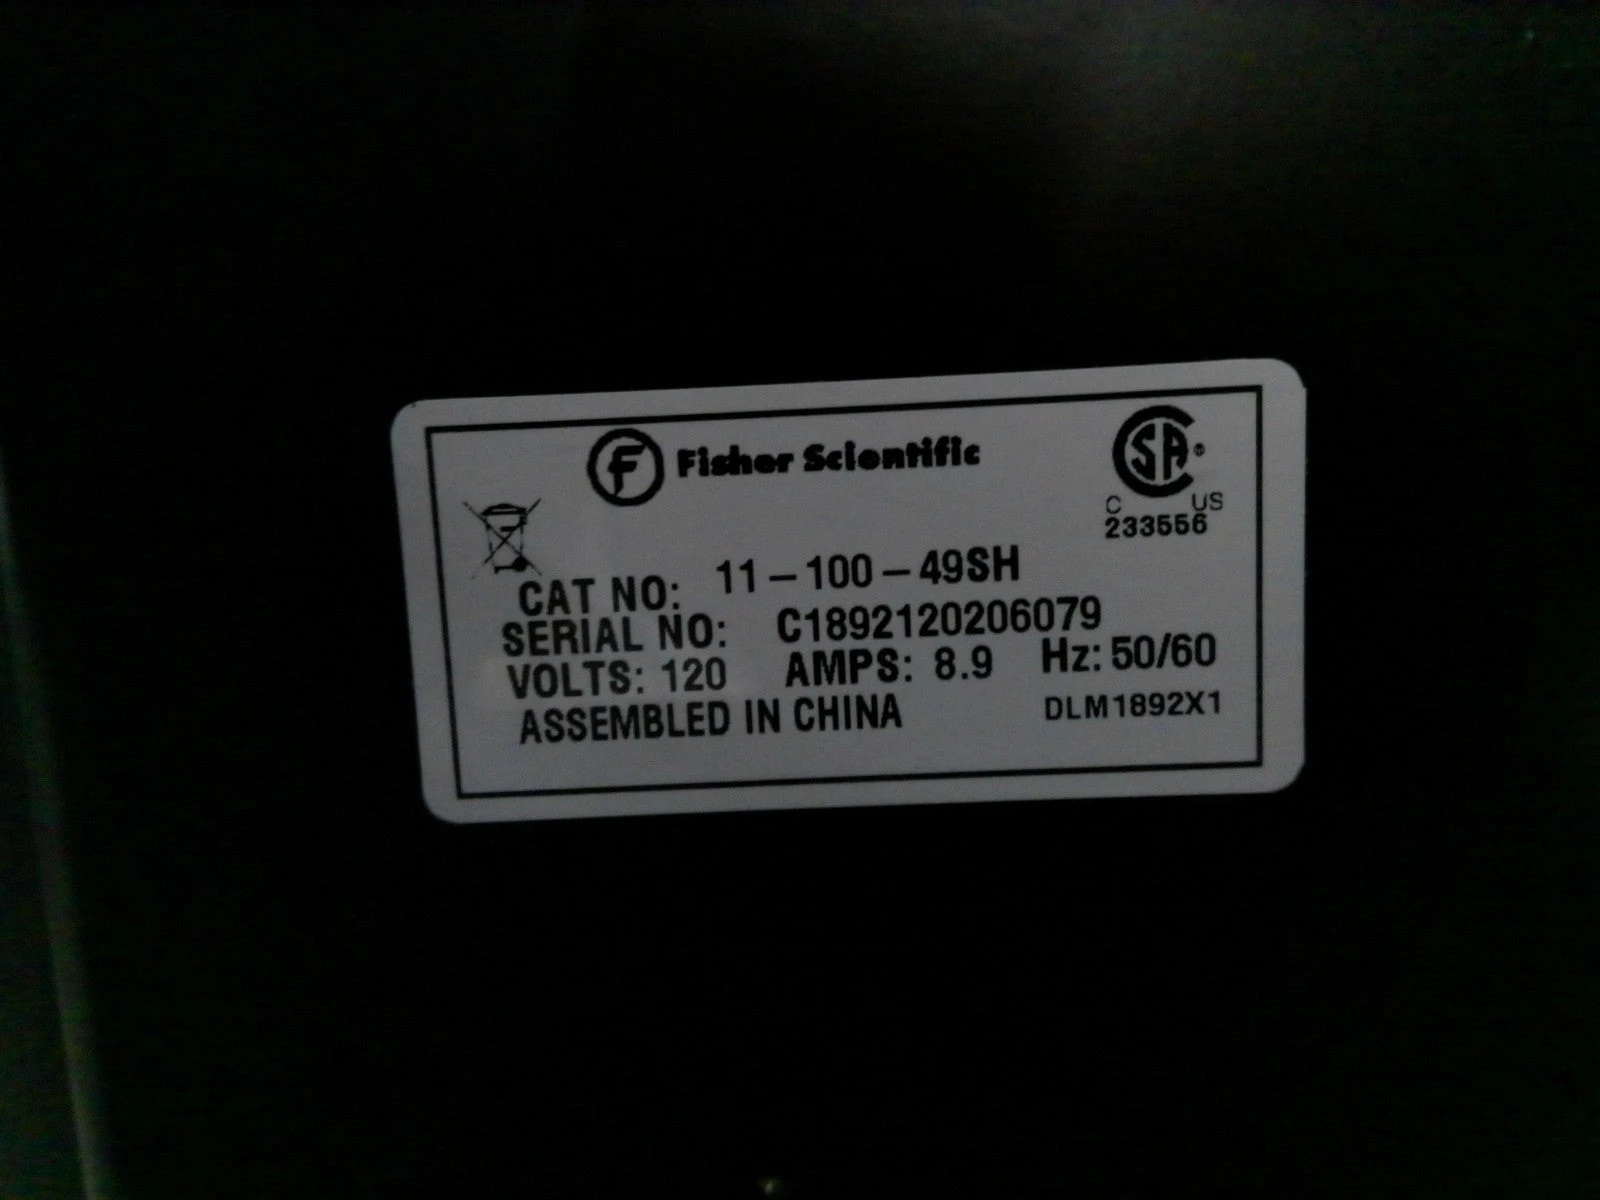 F Fisher Scientific
SA ®
C US
233556
CAT NO: 11-100-49SH
SERIAL NO: C1892120206079
VOLTS: 120 AMPS: 8.9 Hz: 50/60
ASSEMBLED IN CHINA DLM1892X1